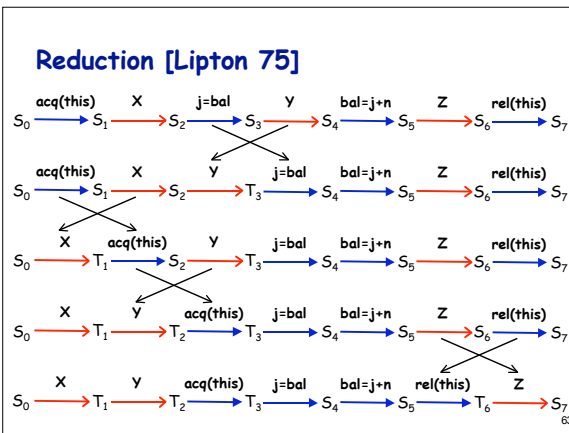 Reduction [Lipton 75]
acq(this) X j=bal Y bal=j+n Z rel(this)
S0 S1 S2 S3 S4 S5 S6 S7
acq(this) X Y j=bal bal=j+n Z rel(this)
S0 S1 S2 T3 S4 S5 S6 S7
X acq(this) Y j=bal bal=j+n Z rel(this)
S0 T1 S2 T3 S4 S5 S6 S7
X Y acq(this) j=bal bal=j+n Z rel(this)
S0 T1 T2 T3 S4 S5 S6 S7
X Y acq(this) j=bal bal=j+n rel(this) Z
S0 T1 T2 T3 S4 S5 T6 S7